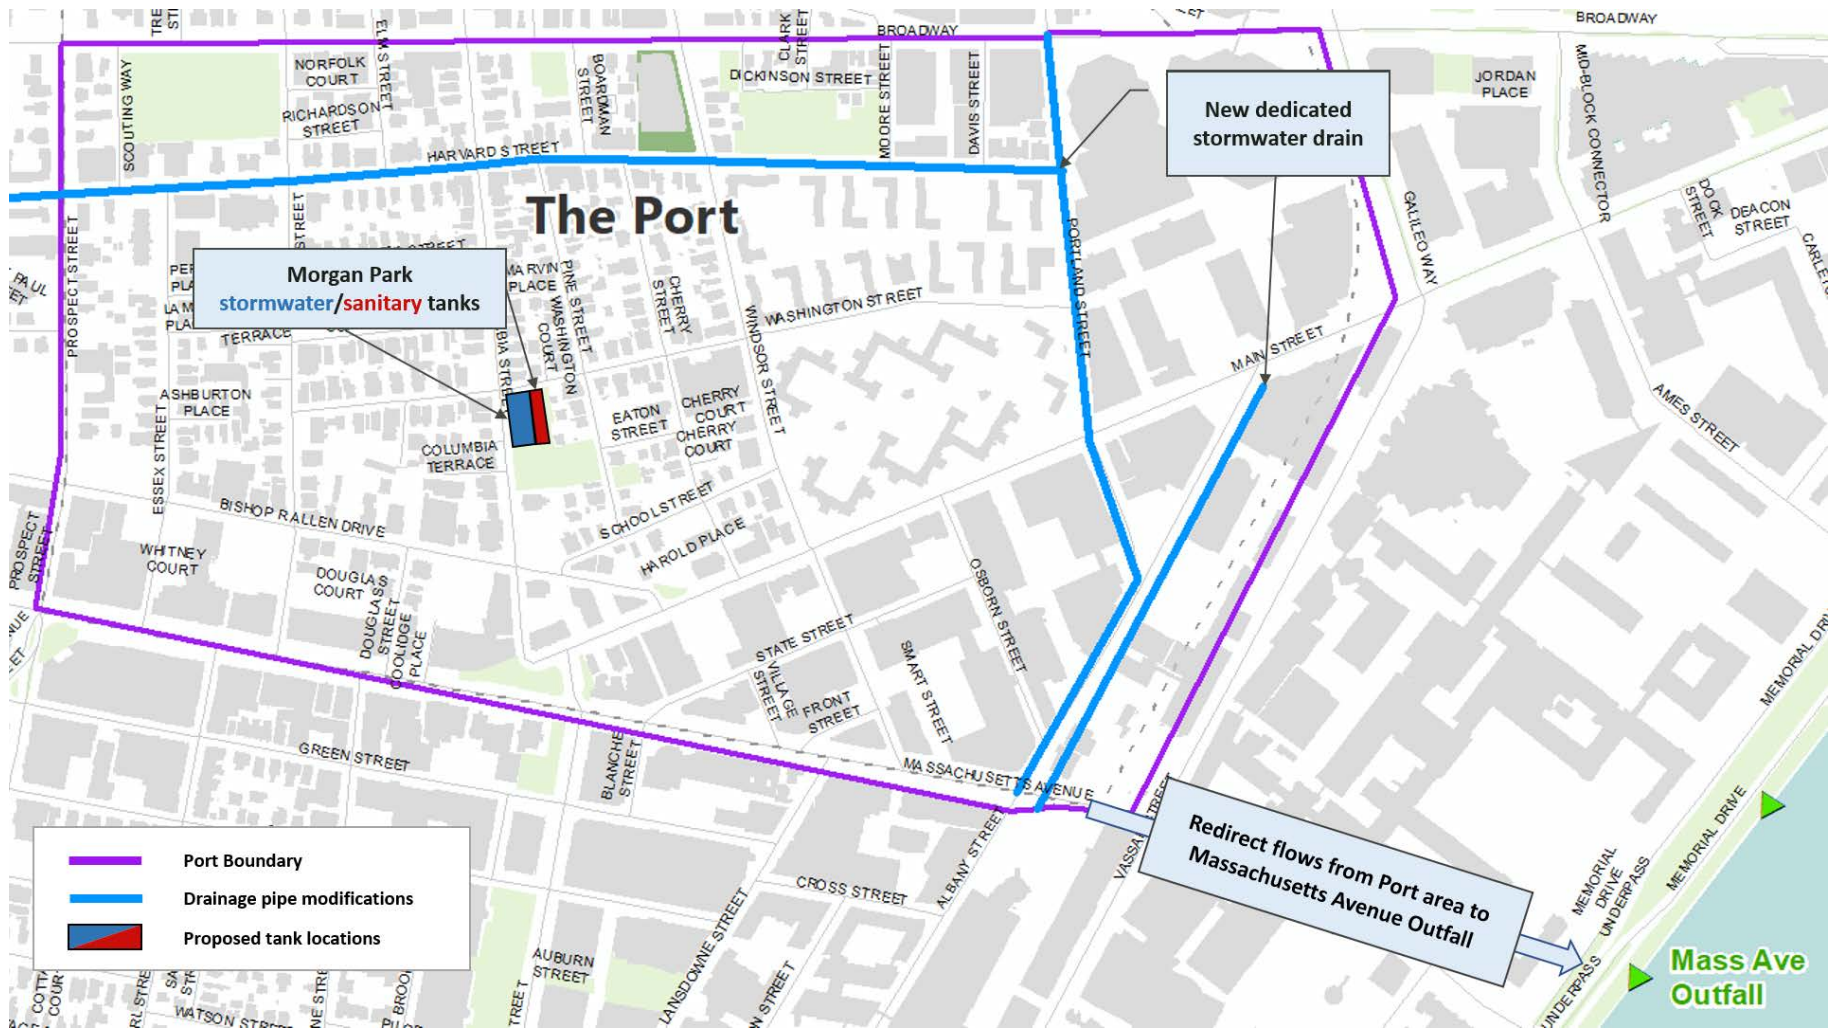 BROADWAY
BROADWAY
SCOUTING WAY
NORFOLK
COURT
RICHARDSON
STREET
ELM STREET
BOARDMAN
STREET
CLARK
STREET
DICKINSON STREET
MOORE STREET
DAVIS STREET
HARVARD STREET
New dedicated
stormwater drain
JORDAN
PLACE
MID-BLOCK CONNECTOR
DOCK
STREET
DEACON
STREET
GALILEO WAY
The Port
PROSPECT STREET
STREET
STREET
Morgan Park
stormwater/sanitary tanks
TERRACE
MARVIN
PLACE
PINE STREET
WASHINGTON
COURT
CHERRY
STREET
WINDSOR STREET
WASHINGTON STREET
PORTLAND STREET
MAIN STREET
AMES STREET
ASHBURTON
PLACE
ESSEX STREET
COLUMBIA
TERRACE
EATON
STREET
CHERRY
COURT
CHERRY
COURT
SCHOOL STREET
HAROLD PLACE
BISHOP R ALLEN DRIVE
PROSPECT
STREET
WHITNEY
COURT
DOUGLAS
COURT
DOUGLAS
STREET
COOLIDGE
PLACE
STATE STREET
VILLAGE
STREET
FRONT
STREET
SMART STREET
OSBORN STREET
MASSACHUSETTS AVENUE
GREEN STREET
BLANCHE
STREET
ALBANY STREET
CROSS STREET
LANSDOWNE STREET
AUBURN
STREET
STREET
WATSON STREET
Redirect flows from Port area to
Massachusetts Avenue Outfall
MEMORIAL DRIVE
MEMORIAL
DRIVE
UNDERPASS
UNDERPASS
Mass Ave
Outfall
Port Boundary
Drainage pipe modifications
Proposed tank locations